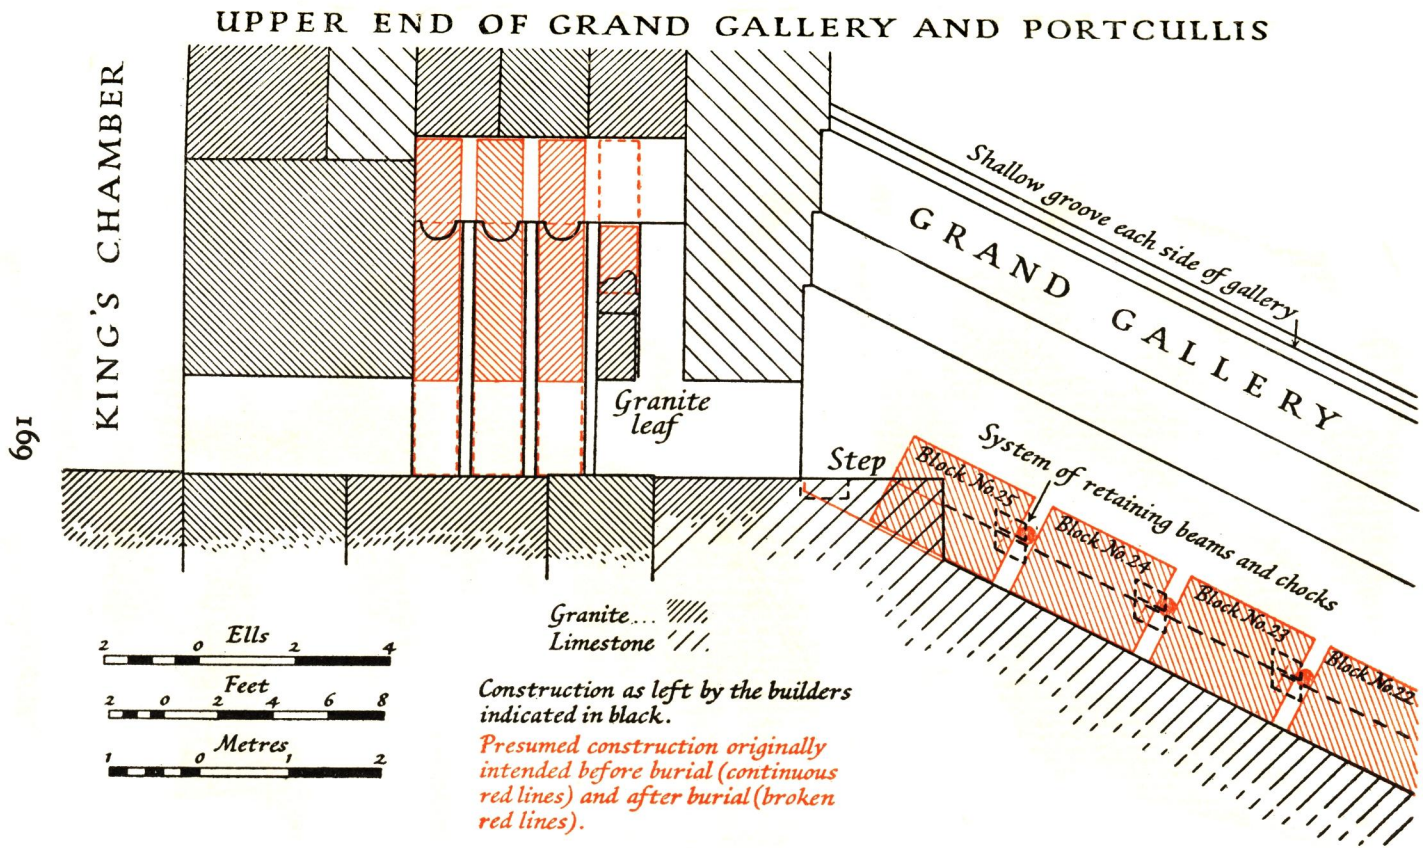 UPPER END OF GRAND GALLERY AND PORTCULLIS
KING'S CHAMBER
691
Shallow groove each side of gallery
GRAND GALLERY
Granite
leaf
Step
System of retaining beams and chocks
Block No.25
Block No.24
Block No.23
Block No.22
Granite...
Limestone
Ells
2 0 2 4
Feet
2 0 2 4 6 8
Metres
1 0 1 2
Construction as left by the builders
indicated in black.
Presumed construction originally
intended before burial (continuous
red lines) and after burial (broken
red lines).